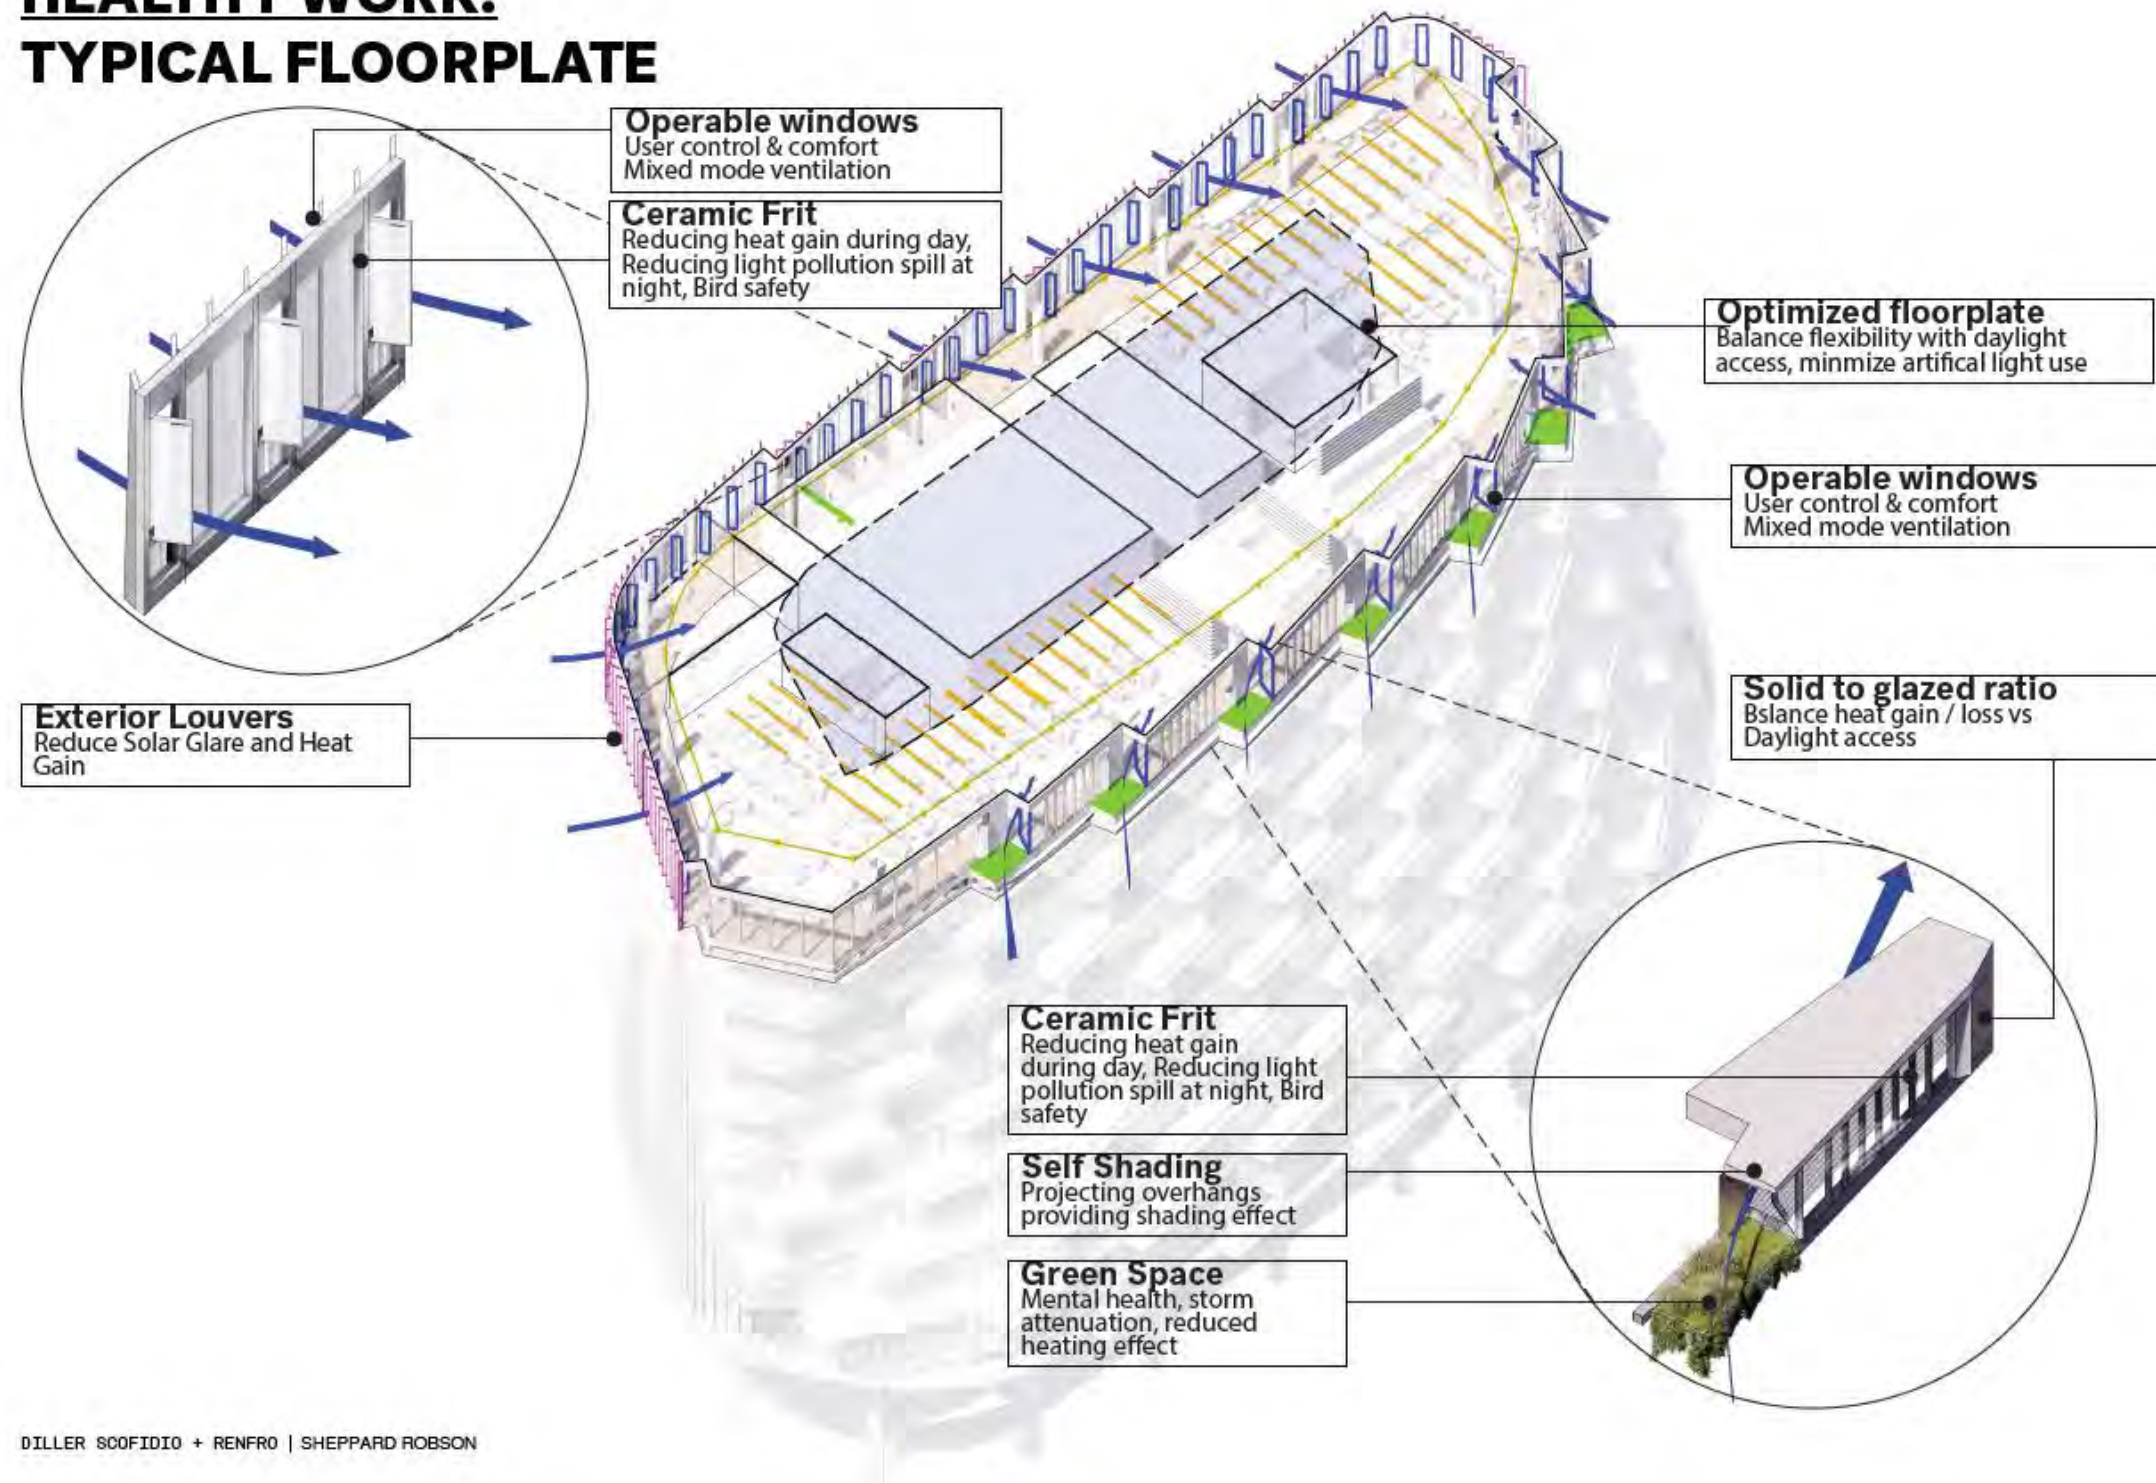 HEALTHY WORK:
TYPICAL FLOORPLATE
Operable windows
User control & comfort
Mixed mode ventilation
Ceramic Frit
Reducing heat gain during day,
Reducing light pollution spill at
night, Bird safety
Optimized floorplate
Balance flexibility with daylight
access, minmize artifical light use
Operable windows
User control & comfort
Mixed mode ventilation
Solid to glazed ratio
Bslance heat gain / loss vs
Daylight access
Exterior Louvers
Reduce Solar Glare and Heat
Gain
Ceramic Frit
Reducing heat gain
during day, Reducing light
pollution spill at night, Bird
safety
Self Shading
Projecting overhangs
providing shading effect
Green Space
Mental health, storm
attenuation, reduced
heating effect
DILLER SCOFIDIO + RENFRO | SHEPPARD ROBSON